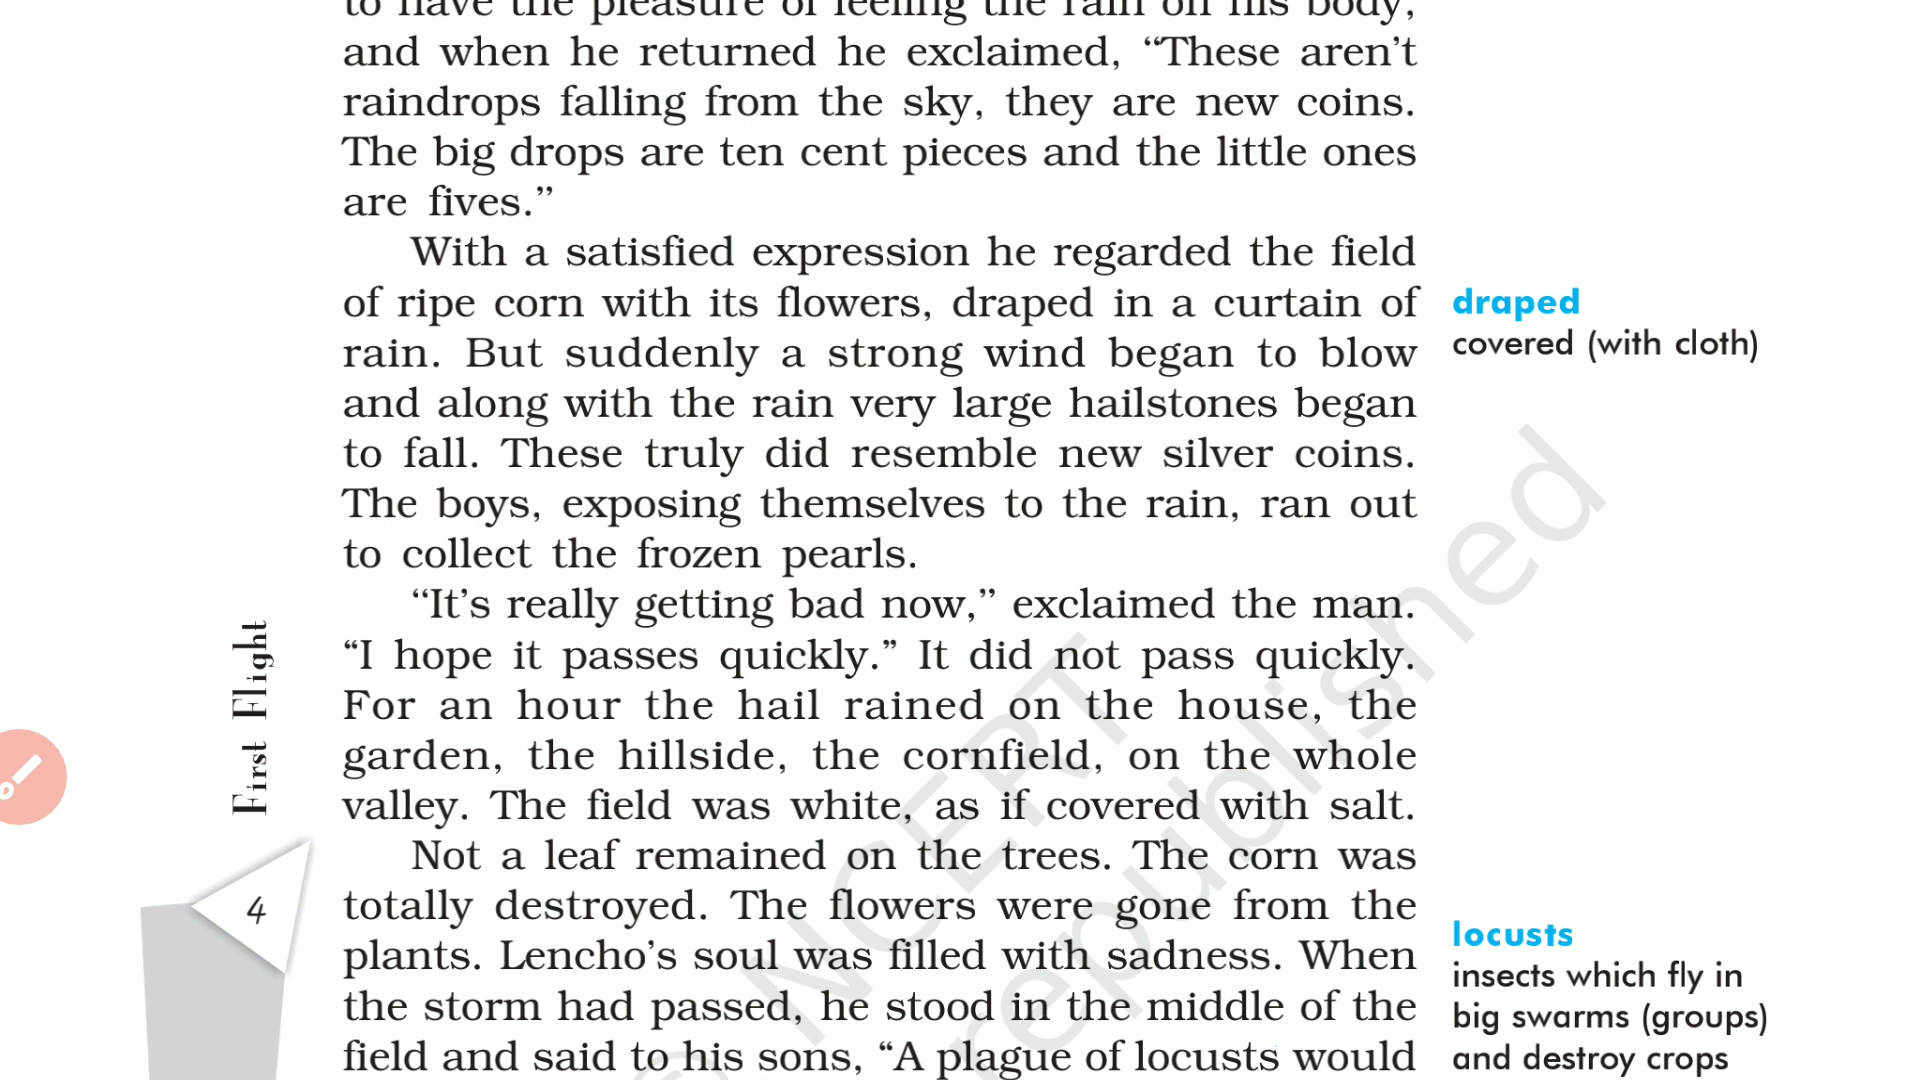 to have the pleasure of feeling the rain on his body,
and when he returned he exclaimed, “These aren’t
raindrops falling from the sky, they are new coins.
The big drops are ten cent pieces and the little ones
are fives.”
With a satisfied expression he regarded the field
of ripe corn with its flowers, draped in a curtain of
rain. But suddenly a strong wind began to blow
and along with the rain very large hailstones began
to fall. These truly did resemble new silver coins.
The boys, exposing themselves to the rain, ran out
to collect the frozen pearls.
“It’s really getting bad now,” exclaimed the man.
“I hope it passes quickly.” It did not pass quickly.
For an hour the hail rained on the house, the
garden, the hillside, the cornfield, on the whole
valley. The field was white, as if covered with salt.
Not a leaf remained on the trees. The corn was
totally destroyed. The flowers were gone from the
plants. Lencho’s soul was filled with sadness. When
the storm had passed, he stood in the middle of the
field and said to his sons, “A plague of locusts would
draped
covered (with cloth)
locusts
insects which fly in
big swarms (groups)
and destroy crops
First Flight
4
© NCERT
republished